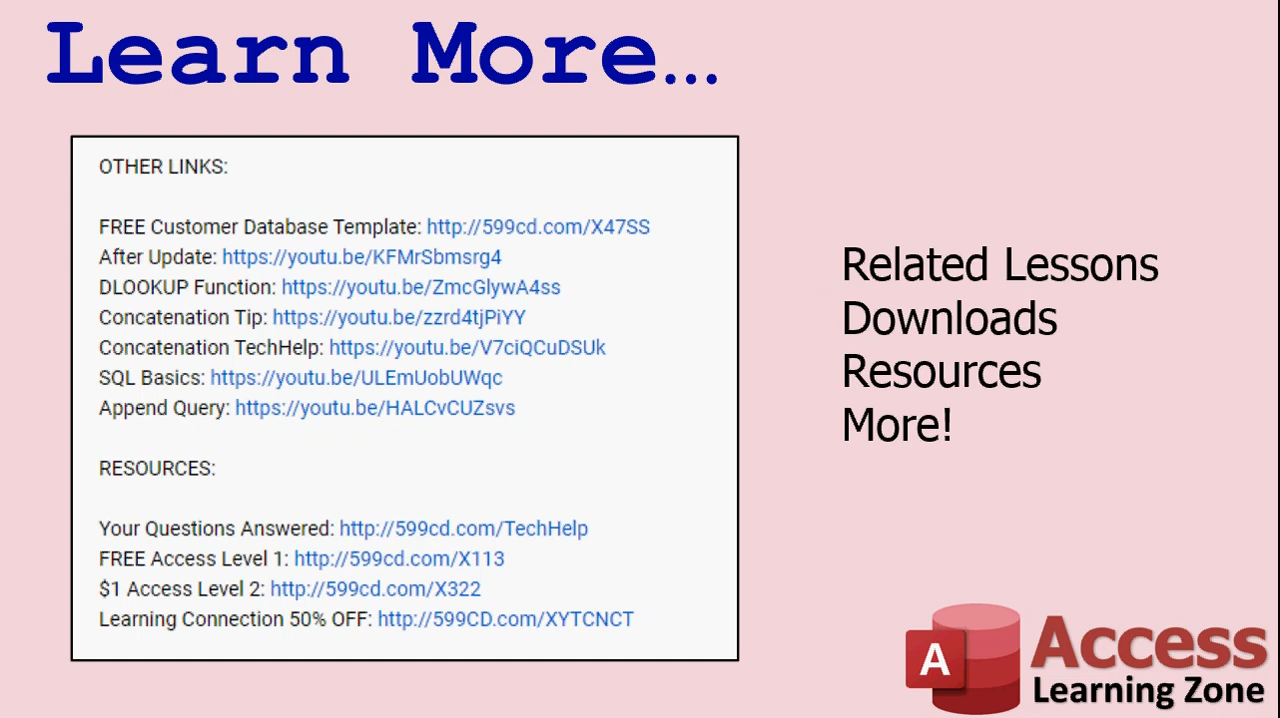 Learn More...
OTHER LINKS:
FREE Customer Database Template: http://599cd.com/X47SS
After Update: https://youtu.be/KFMrSbmsrg4
DLOOKUP Function: https://youtu.be/ZmcGlywA4ss
Concatenation Tip: https://youtu.be/zzrd4tjPiYY
Concatenation TechHelp: https://youtu.be/V7ciQCuDSUk
SQL Basics: https://youtu.be/ULEmUobUWqc
Append Query: https://youtu.be/HALCvCUZsvs
RESOURCES:
Your Questions Answered: http://599cd.com/TechHelp
FREE Access Level 1: http://599cd.com/X113
$1 Access Level 2: http://599cd.com/X322
Learning Connection 50% OFF: http://599CD.com/XYTCNCT
Related Lessons
Downloads
Resources
More!
A
Access
Learning Zone